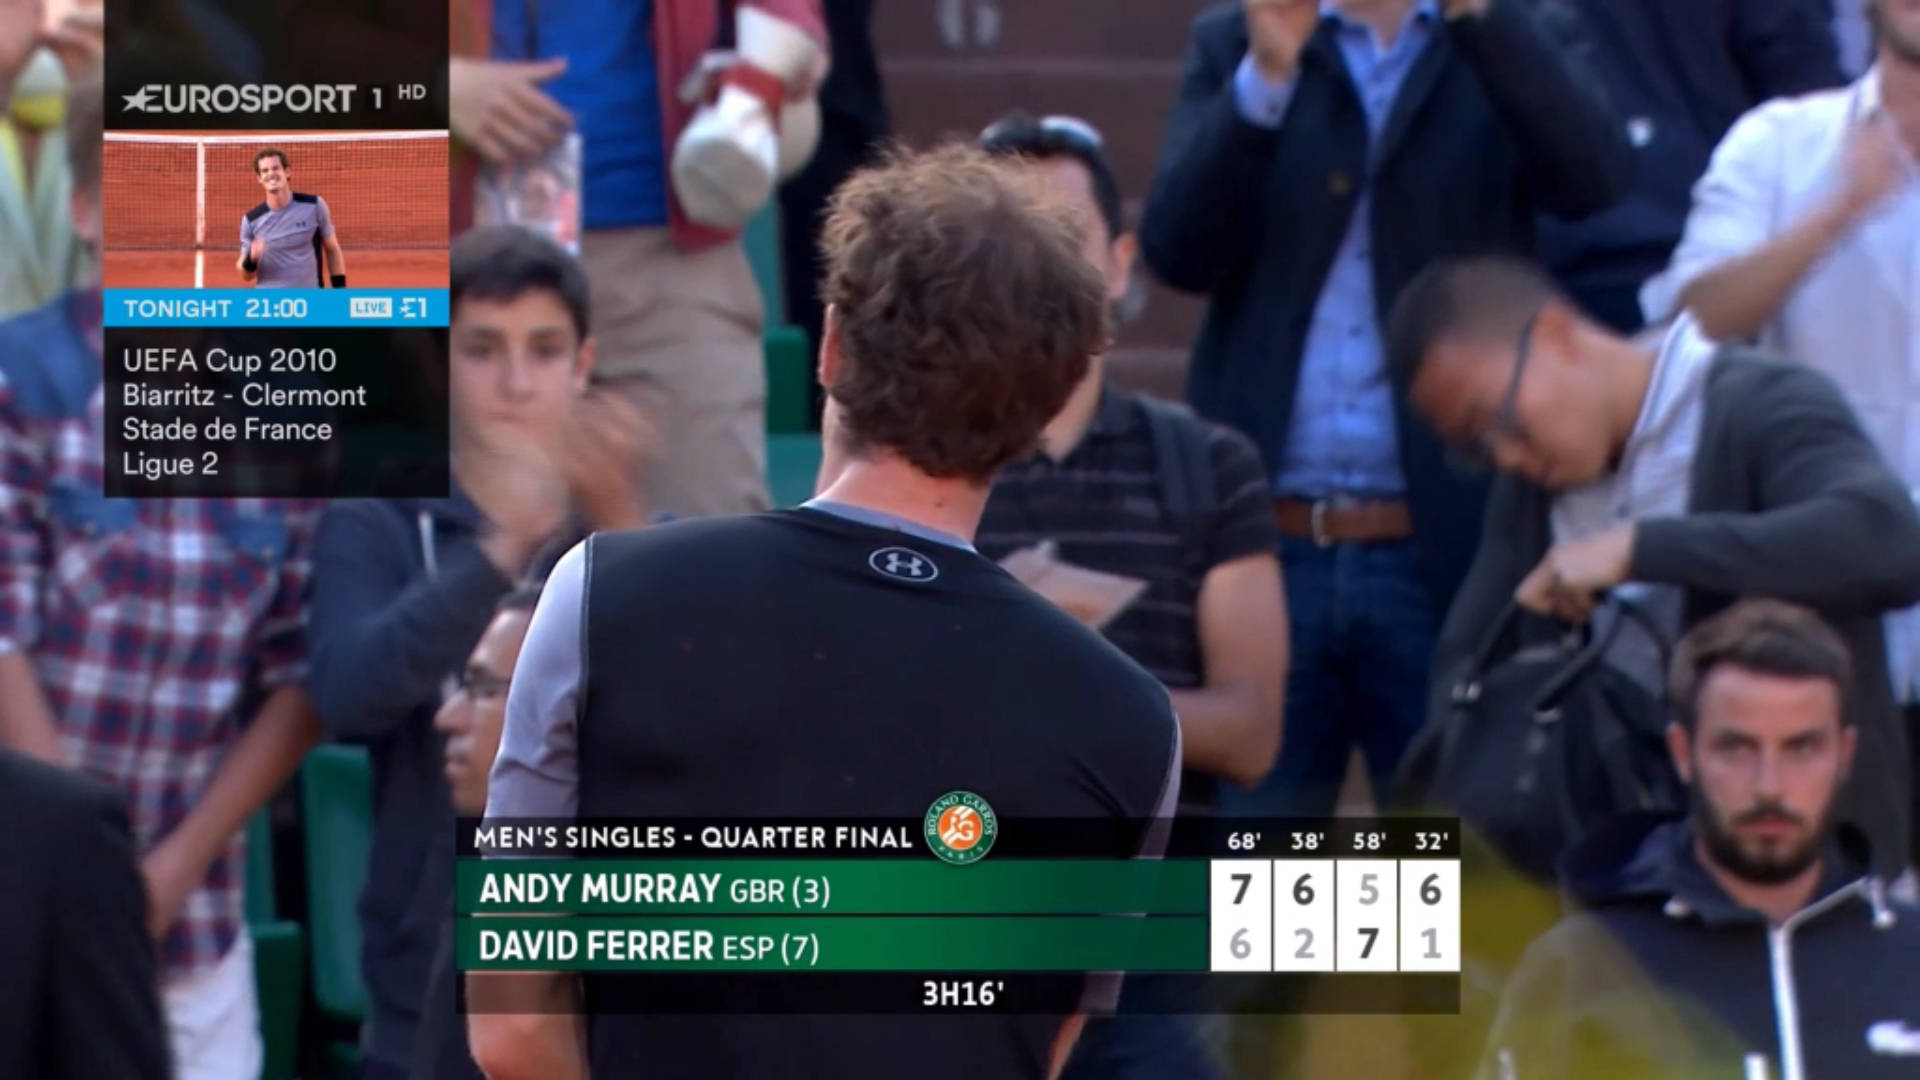 EUROSPORT 1 HD
TONIGHT 21:00 LIVE E1
UEFA Cup 2010
Biarritz - Clermont
Stade de France
Ligue 2
MEN'S SINGLES - QUARTER FINAL ROLAND GARROS PARIS RG 68' 38' 58' 32'
ANDY MURRAY GBR (3) 7 6 5 6
DAVID FERRER ESP (7) 6 2 7 1
3H16'